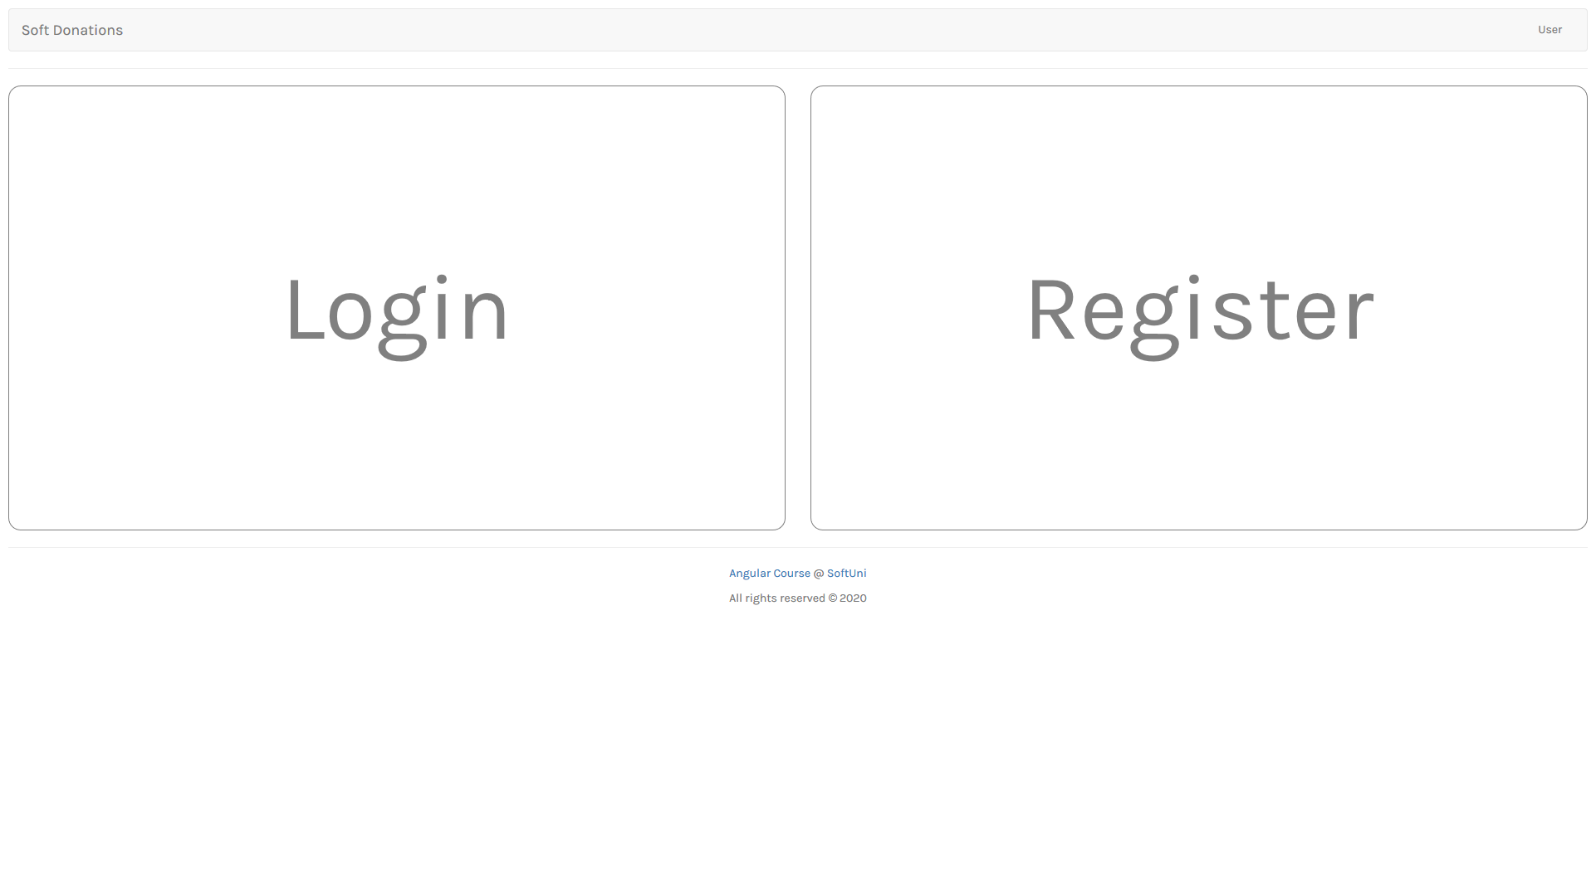 Soft Donations
User
Login
Register
Angular Course @ SoftUni
All rights reserved © 2020